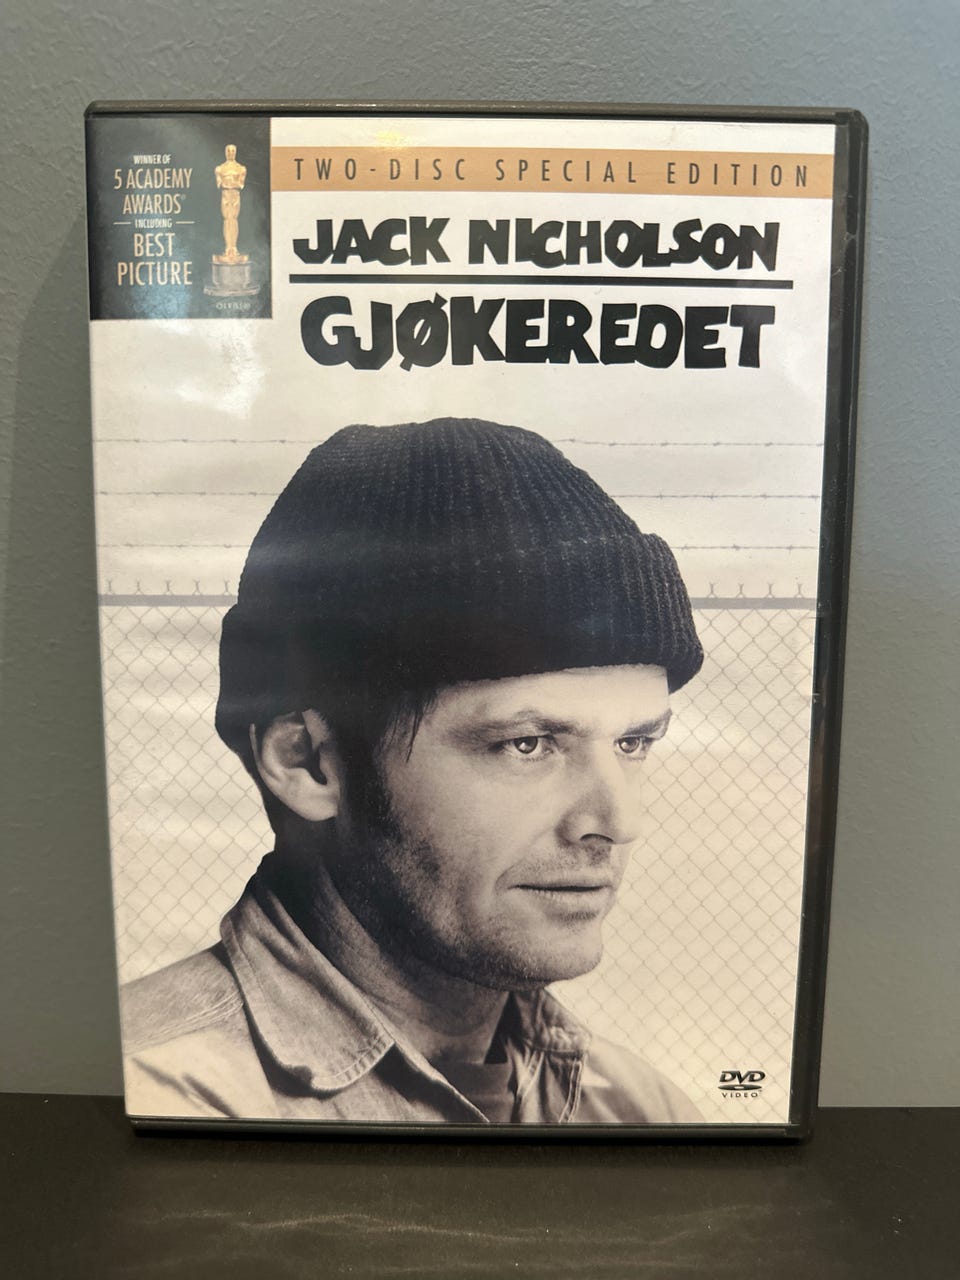 WINNER OF
5 ACADEMY
AWARDS®
INCLUDING
BEST
PICTURE
TWO-DISC SPECIAL EDITION
JACK NICHOLSON
GJØKEREDET
DVD
VIDEO